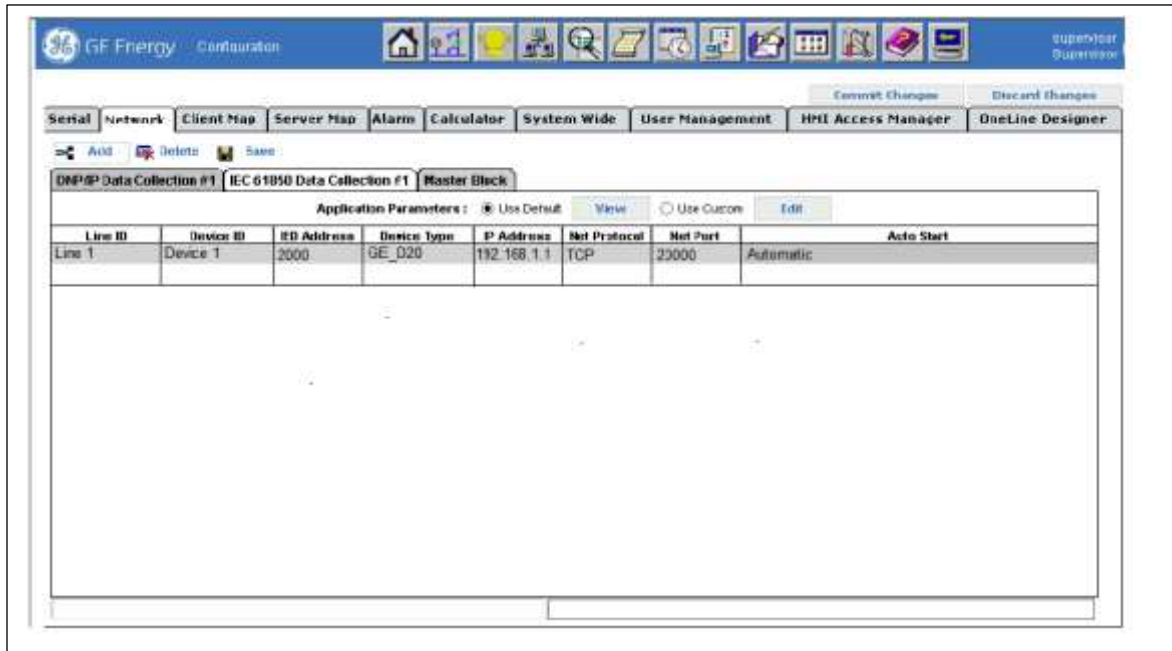 GE Energy Configuration
supervisor
Supervisor
Commit Changes Discard Changes
Serial Network Client Map Server Map Alarm Calculator System Wide User Management HMI Access Manager OneLine Designer
Add Delete Save
DNP/IP Data Collection #1 IEC 61850 Data Collection #1 Master Block
Application Parameters : Use Default View Use Custom Edit
Line ID Device ID IED Address Device Type IP Address Net Protocol Net Port Auto Start
Line 1 Device 1 2000 GE_D20 192.168.1.1 TCP 20000 Automatic